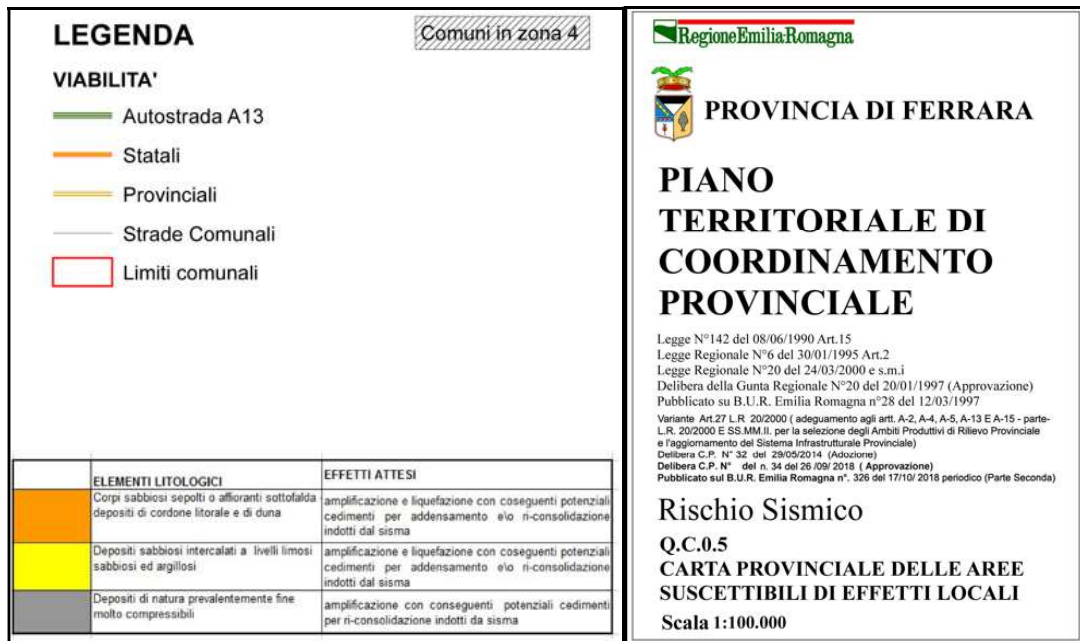 LEGENDA
Comuni in zona 4
VIABILITA'
Autostrada A13
Statali
Provinciali
Strade Comunali
Limiti comunali
ELEMENTI LITOLOGICI
EFFETTI ATTESI
Corpi sabbiosi sepolti o affioranti sottofalda
depositi di cordone litorale e di duna
amplificazione e liquefazione con coseguenti potenziali
cedimenti per addensamento e\o ri-consolidazione
indotti dal sisma
Depositi sabbiosi intercalati a livelli limosi
sabbiosi ed argillosi
amplificazione e liquefazione con coseguenti potenziali
cedimenti per addensamento e\o ri-consolidazione
indotti dal sisma
Depositi di natura prevalentemente fine
molto compressibili
amplificazione con conseguenti potenziali cedimenti
per ri-consolidazione indotti da sisma
RegioneEmilia-Romagna
PROVINCIA DI FERRARA
PIANO
TERRITORIALE DI
COORDINAMENTO
PROVINCIALE
Legge N°142 del 08/06/1990 Art.15
Legge Regionale N°6 del 30/01/1995 Art.2
Legge Regionale N°20 del 24/03/2000 e s.m.i
Delibera della Gunta Regionale N°20 del 20/01/1997 (Approvazione)
Pubblicato su B.U.R. Emilia Romagna n°28 del 12/03/1997
Variante Art.27 L.R 20/2000 ( adeguamento agli artt. A-2, A-4, A-5, A-13 E A-15 - parte-
L.R. 20/2000 E SS.MM.II. per la selezione degli Ambiti Produttivi di Rilievo Provinciale
e l'aggiornamento del Sistema Infrastrutturale Provinciale)
Delibera C.P. N° 32 del 29/05/2014 (Adozione)
Delibera C.P. N° del n. 34 del 26 /09/ 2018 ( Approvazione)
Pubblicato sul B.U.R. Emilia Romagna n°. 326 del 17/10/ 2018 periodico (Parte Seconda)
Rischio Sismico
Q.C.0.5
CARTA PROVINCIALE DELLE AREE
SUSCETTIBILI DI EFFETTI LOCALI
Scala 1:100.000